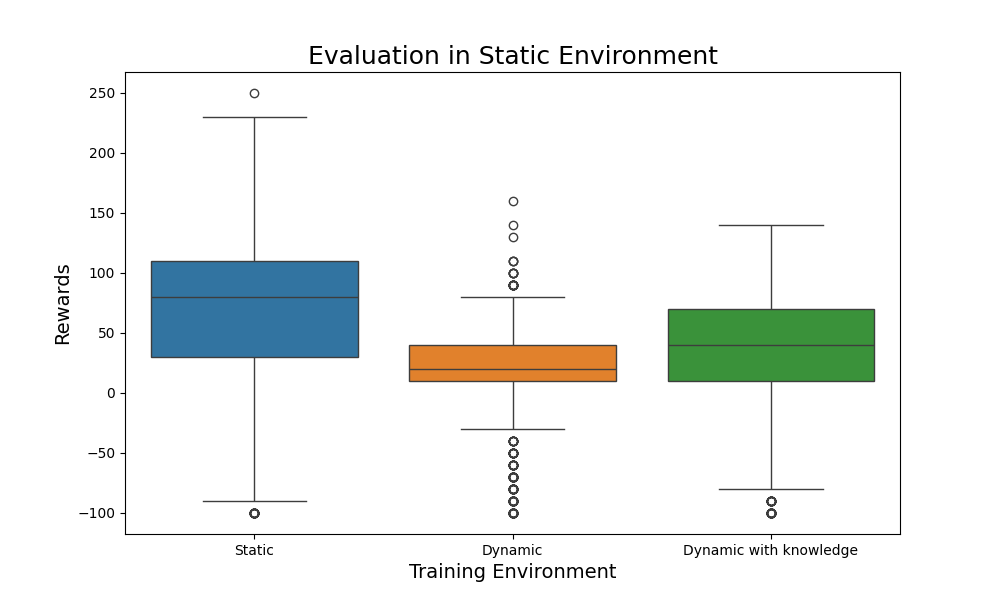 Evaluation in Static Environment
250
200
150
100
50
0
−50
−100
Rewards
Static
Dynamic
Dynamic with knowledge
Training Environment